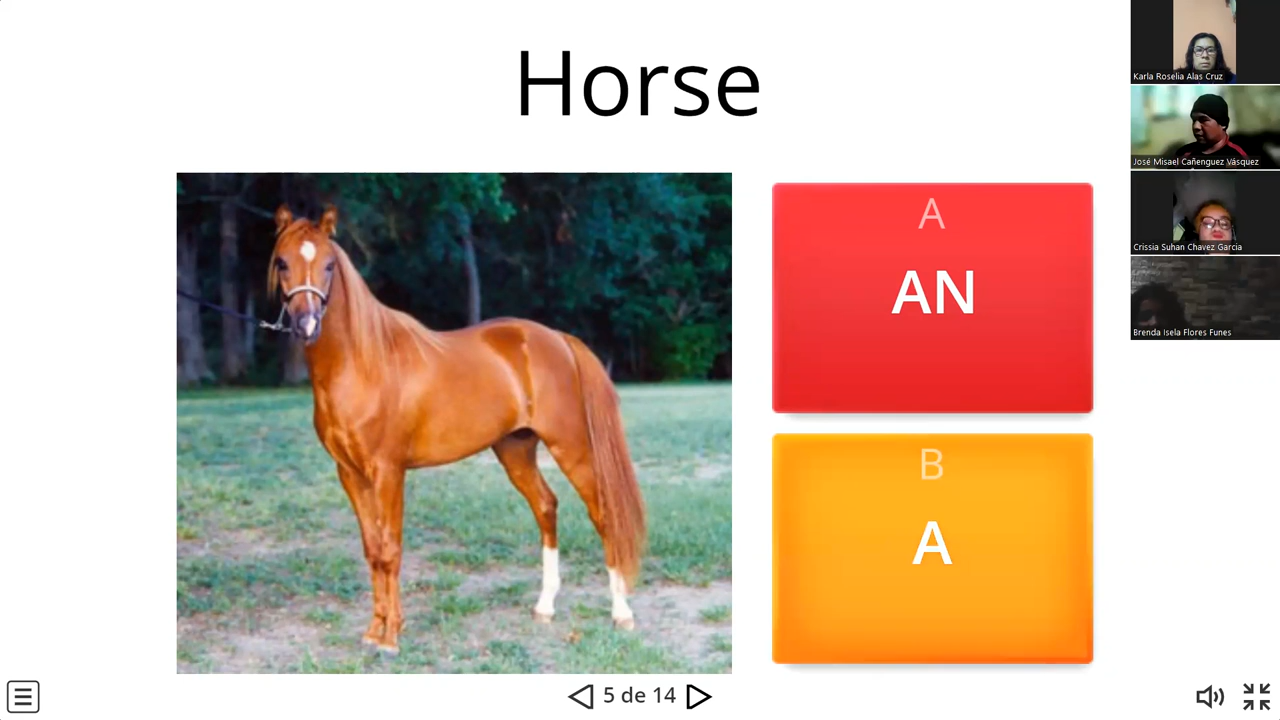 Horse
A
AN
B
A
5 de 14
Karla Roselia Alas Cruz
José Misael Cañenguez Vásquez
Crissia Suhan Chavez Garcia
Brenda Isela Flores Funes